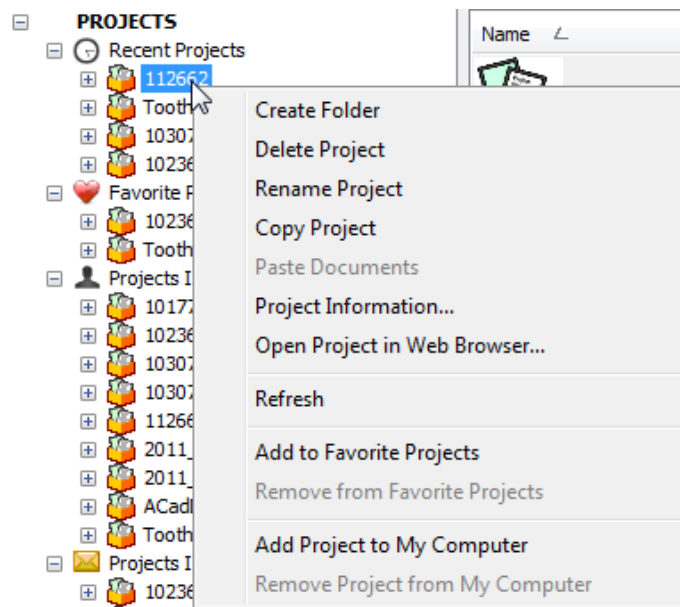 PROJECTS
Name
Recent Projects
112662
Tooth
10307
10236
Favorite P
10236
Tooth
Projects I
10177
10236
10307
10307
11266
2011_
2011_
ACad
Tooth
Projects I
10236
Create Folder
Delete Project
Rename Project
Copy Project
Paste Documents
Project Information...
Open Project in Web Browser...
Refresh
Add to Favorite Projects
Remove from Favorite Projects
Add Project to My Computer
Remove Project from My Computer